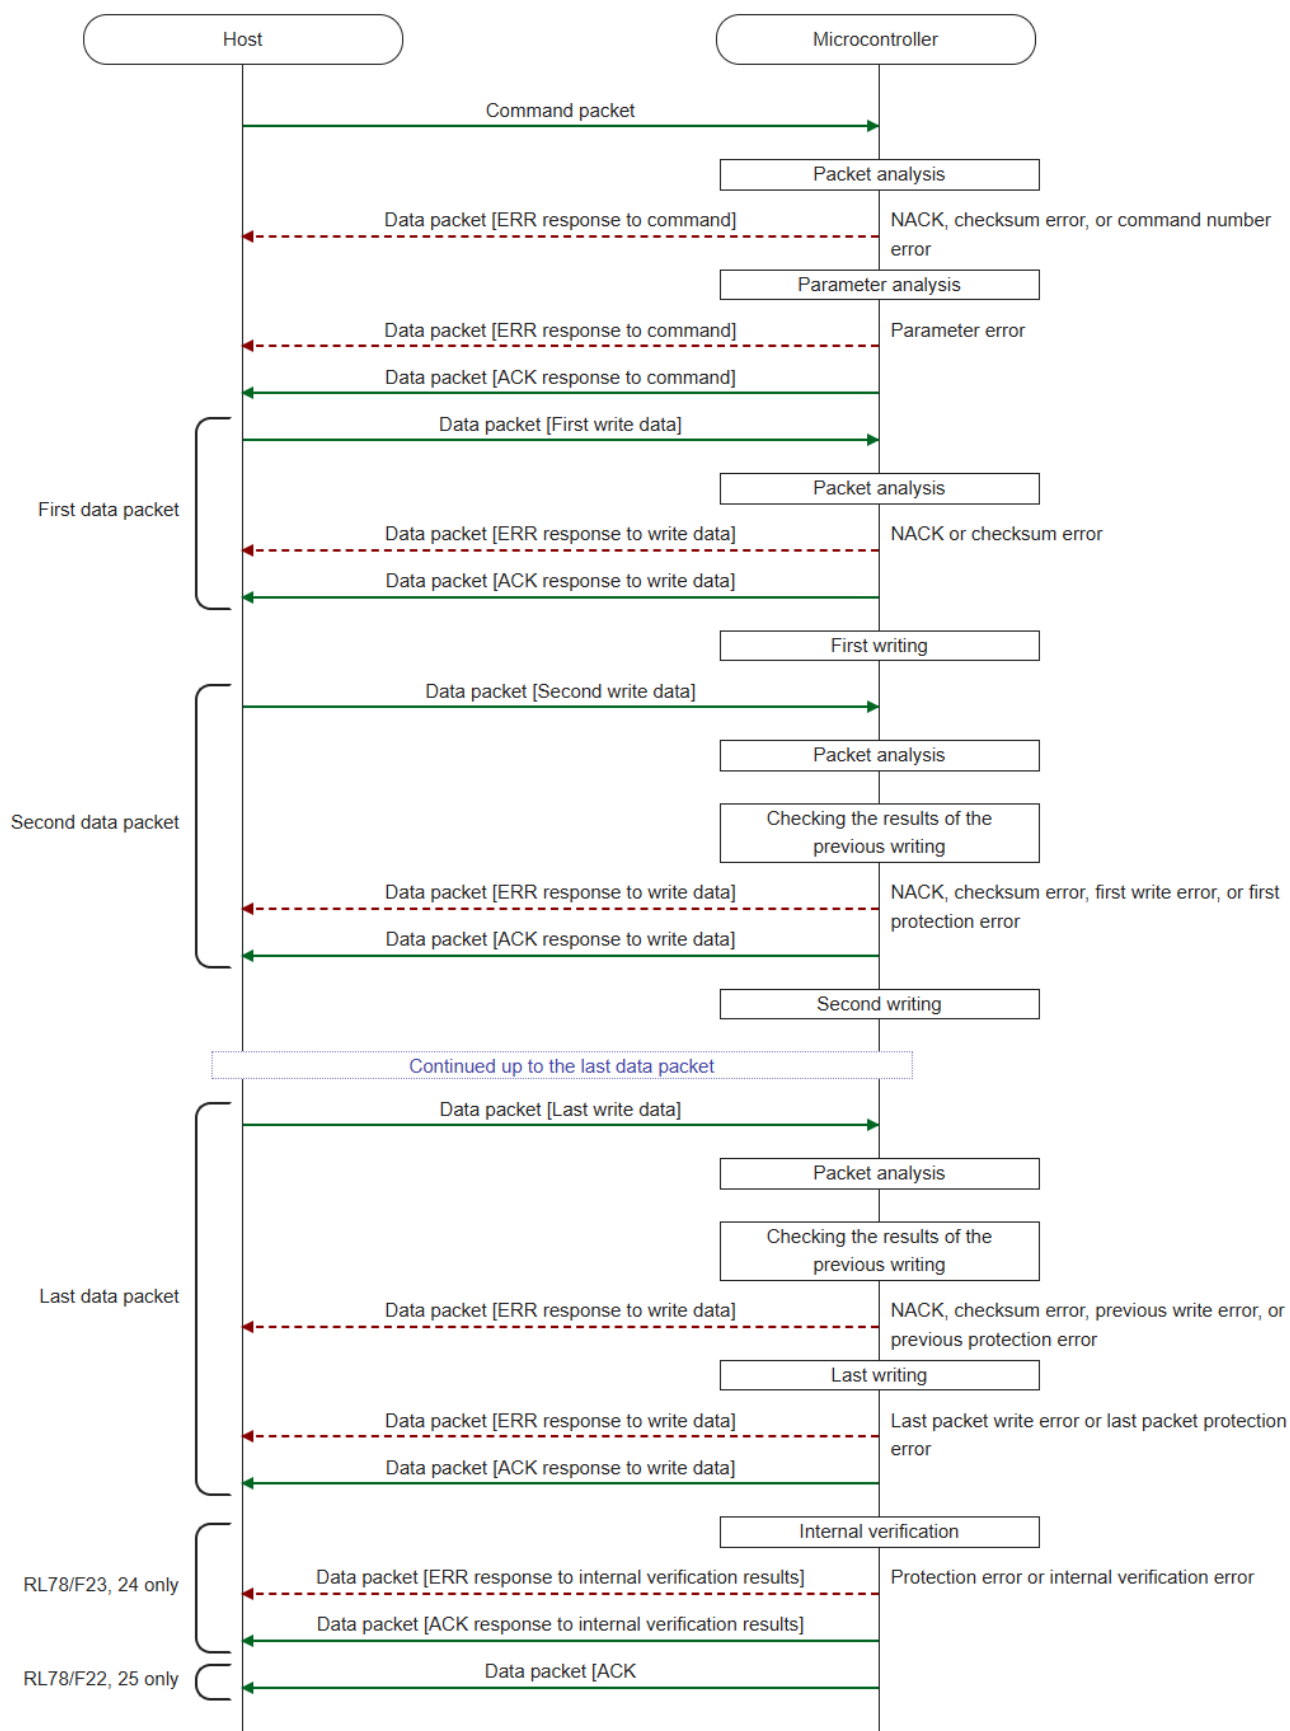 Host
Microcontroller
Command packet
Packet analysis
Data packet [ERR response to command]
NACK, checksum error, or command number
error
Parameter analysis
Data packet [ERR response to command]
Parameter error
Data packet [ACK response to command]
Data packet [First write data]
Packet analysis
First data packet
Data packet [ERR response to write data]
NACK or checksum error
Data packet [ACK response to write data]
First writing
Data packet [Second write data]
Packet analysis
Checking the results of the
previous writing
Second data packet
Data packet [ERR response to write data]
NACK, checksum error, first write error, or first
protection error
Data packet [ACK response to write data]
Second writing
Continued up to the last data packet
Data packet [Last write data]
Packet analysis
Checking the results of the
previous writing
Last data packet
Data packet [ERR response to write data]
NACK, checksum error, previous write error, or
previous protection error
Last writing
Data packet [ERR response to write data]
Last packet write error or last packet protection
error
Data packet [ACK response to write data]
Internal verification
RL78/F23, 24 only
Data packet [ERR response to internal verification results]
Protection error or internal verification error
Data packet [ACK response to internal verification results]
RL78/F22, 25 only
Data packet [ACK